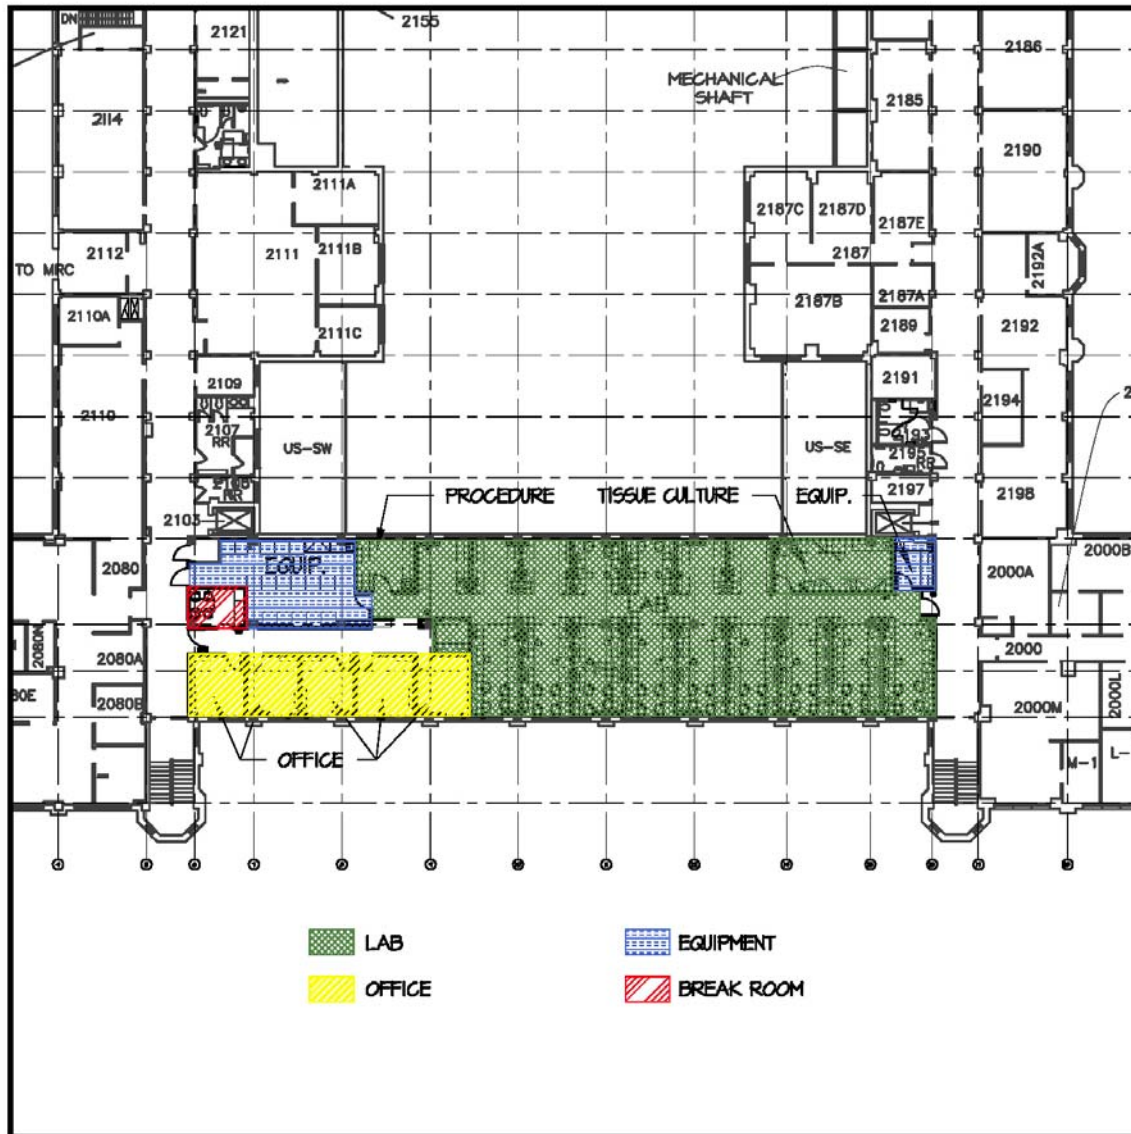 DN
2121
2155
2186
MECHANICAL
SHAFT
2185
2114
2190
2111A
2187C
2187D
2187E
2112
2111
2111B
2187
2192A
TO MRC
2187A
2110A
2187B
2192
2111C
2189
2109
2191
2110
2107
RR
US-SW
US-SE
2194
2193
2195
RR
RR
2197
2198
PROCEDURE
TISSUE CULTURE
EQUIP.
2103
2080
EQUIP.
2000A
2000B
LAB
2080N
2080A
2000
80E
2080B
2000M
2000L
OFFICE
M-1
L-
LAB
EQUIPMENT
OFFICE
BREAK ROOM